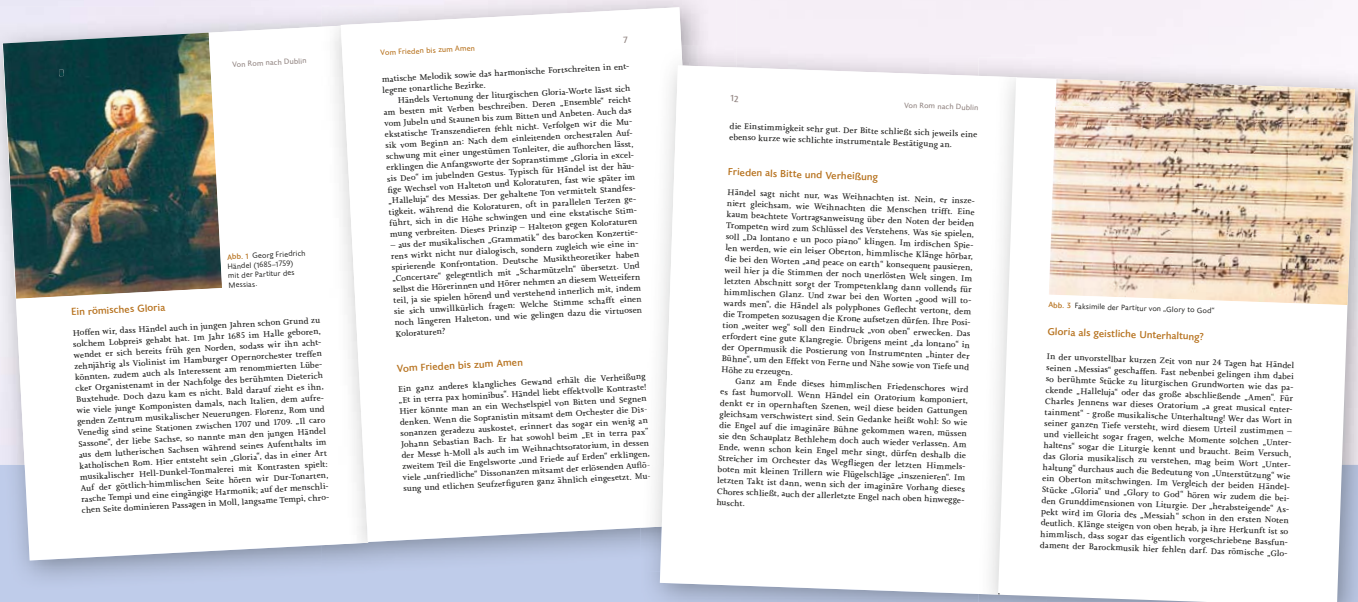 Von Rom nach Dublin
Abb. 1 Georg Friedrich
Händel (1685–1759)
mit der Partitur des
Messias.
Ein römisches Gloria
Hoffen wir, dass Händel auch in jungen Jahren schon Grund zu
solchem Lobpreis gehabt hat. Im Jahr 1685 im Halle geboren,
wendet er sich bereits früh gen Norden, sodass wir ihn acht-
zehnjährig als Violinist im Hamburger Opernorchester treffen
könnten, zudem auch als Interessent am renommierten Lübe-
cker Organistenamt in der Nachfolge des berühmten Dieterich
Buxtehude. Doch dazu kam es nicht. Bald darauf zieht es ihn,
wie viele junge Komponisten damals, nach Italien, dem aufre-
genden Zentrum musikalischer Neuerungen. Florenz, Rom und
Venedig sind seine Stationen zwischen 1707 und 1709. „Il caro
Sassone", der liebe Sachse, so nannte man den jungen Händel
aus dem lutherischen Sachsen während seines Aufenthalts im
katholischen Rom. Hier entsteht sein „Gloria", das in einer Art
musikalischer Hell-Dunkel-Tonmalerei mit Kontrasten spielt:
Auf der göttlich-himmlischen Seite hören wir Dur-Tonarten,
rasche Tempi und eine eingängige Harmonik; auf der menschli-
chen Seite dominieren Passagen in Moll, langsame Tempi, chro-
Vom Frieden bis zum Amen
7
matische Melodik sowie das harmonische Fortschreiten in ent-
legene tonartliche Bezirke.
Händels Vertonung der liturgischen Gloria-Worte lässt sich
am besten mit Verben beschreiben. Deren „Ensemble" reicht
vom Jubeln und Staunen bis zum Bitten und Anbeten. Auch das
ekstatische Transzendieren fehlt nicht. Verfolgen wir die Mu-
sik vom Beginn an: Nach dem einleitenden orchestralen Auf-
schwung mit einer ungestümen Tonleiter, die aufhorchen lässt,
erklingen die Anfangsworte der Sopranstimme „Gloria in excel-
sis Deo" im jubelnden Gestus. Typisch für Händel ist der häu-
fige Wechsel von Halteton und Koloraturen, fast wie später im
„Halleluja" des Messias. Der gehaltene Ton vermittelt Standfes-
tigkeit, während die Koloraturen, oft in parallelen Terzen ge-
führt, sich in die Höhe schwingen und eine ekstatische Stim-
mung verbreiten. Dieses Prinzip – Halteton gegen Koloraturen
– aus der musikalischen „Grammatik" des barocken Konzertie-
rens wirkt nicht nur dialogisch, sondern zugleich wie eine in-
spirierende Konfrontation. Deutsche Musiktheoretiker haben
„Concertare" gelegentlich mit „Scharmützeln" übersetzt. Und
selbst die Hörerinnen und Hörer nehmen an diesem Wetteifern
teil, ja sie spielen hörend und verstehend innerlich mit, indem
sie sich unwillkürlich fragen: Welche Stimme schafft einen
noch längeren Halteton, und wie gelingen dazu die virtuosen
Koloraturen?
Vom Frieden bis zum Amen
Ein ganz anderes klangliches Gewand erhält die Verheißung
„Et in terra pax hominibus". Händel liebt effektvolle Kontraste!
Hier könnte man an ein Wechselspiel von Bitten und Segnen
denken. Wenn die Sopranistin mitsamt dem Orchester die Dis-
sonanzen geradezu auskostet, erinnert das sogar ein wenig an
Johann Sebastian Bach. Er hat sowohl beim „Et in terra pax"
der Messe h-Moll als auch im Weihnachtsoratorium, in dessen
zweitem Teil die Engelsworte „und Friede auf Erden" erklingen,
viele „unfriedliche" Dissonanzen mitsamt der erlösenden Auflö-
sung und etlichen Seufzerfiguren ganz ähnlich eingesetzt. Mu-
12
Von Rom nach Dublin
die Einstimmigkeit sehr gut. Der Bitte schließt sich jeweils eine
ebenso kurze wie schlichte instrumentale Bestätigung an.
Frieden als Bitte und Verheißung
Händel sagt nicht nur, was Weihnachten ist. Nein, er insze-
niert gleichsam, wie Weihnachten die Menschen trifft. Eine
kaum beachtete Vortragsanweisung über den Noten der beiden
Trompeten wird zum Schlüssel des Verstehens. Was sie spielen,
soll „Da lontano e un poco piano" klingen. Im irdischen Spie-
len werden, wie ein leiser Oberton, himmlische Klänge hörbar,
die bei den Worten „and peace on earth" konsequent pausieren,
weil hier ja die Stimmen der noch unerlösten Welt singen. Im
letzten Abschnitt sorgt der Trompetenklang dann vollends für
himmlischen Glanz. Und zwar bei den Worten „good will to-
wards men", die Händel als polyphones Geflecht vertont, dem
die Trompeten sozusagen die Krone aufsetzen dürfen. Ihre Posi-
tion „weiter weg" soll den Eindruck „von oben" erwecken. Das
erfordert eine gute Klangregie. Übrigens meint „da lontano" in
der Opernmusik die Postierung von Instrumenten „hinter der
Bühne", um den Effekt von Ferne und Nähe sowie von Tiefe und
Höhe zu erzeugen.
Ganz am Ende dieses himmlischen Friedenschores wird
es fast humorvoll. Wenn Händel ein Oratorium komponiert,
denkt er in opernhaften Szenen, weil diese beiden Gattungen
gleichsam verschwistert sind. Sein Gedanke heißt wohl: So wie
die Engel auf die imaginäre Bühne gekommen waren, müssen
sie den Schauplatz Bethlehem doch auch wieder verlassen. Am
Ende, wenn schon kein Engel mehr singt, dürfen deshalb die
Streicher im Orchester das Wegfliegen der letzten Himmels-
boten mit kleinen Trillern wie Flügelschläge „inszenieren". Im
letzten Takt ist dann, wenn sich der imaginäre Vorhang dieses
Chores schließt, auch der allerletzte Engel nach oben hinwegge-
huscht.
Abb. 3 Faksimile der Partitur von „Glory to God"
Gloria als geistliche Unterhaltung?
In der unvorstellbar kurzen Zeit von nur 24 Tagen hat Händel
seinen „Messias" geschaffen. Fast nebenbei gelingen ihm dabei
so berühmte Stücke zu liturgischen Grundworten wie das pa-
ckende „Halleluja" oder das große abschließende „Amen". Für
Charles Jennens war dieses Oratorium „a great musical enter-
tainment" - große musikalische Unterhaltung! Wer das Wort in
seiner ganzen Tiefe versteht, wird diesem Urteil zustimmen –
und vielleicht sogar fragen, welche Momente solchen „Unter-
haltens" sogar die Liturgie kennt und braucht. Beim Versuch,
das Gloria musikalisch zu verstehen, mag beim Wort „Unter-
haltung" durchaus auch die Bedeutung von „Unterstützung" wie
ein Oberton mitschwingen. Im Vergleich der beiden Händel-
Stücke „Gloria" und „Glory to God" hören wir zudem die bei-
den Grunddimensionen von Liturgie. Der „herabsteigende" As-
pekt wird im Gloria des „Messiah" schon in den ersten Noten
deutlich. Klänge steigen von oben herab, ja ihre Herkunft ist so
himmlisch, dass sogar das eigentlich vorgeschriebene Bassfun-
dament der Barockmusik hier fehlen darf. Das römische „Glo-